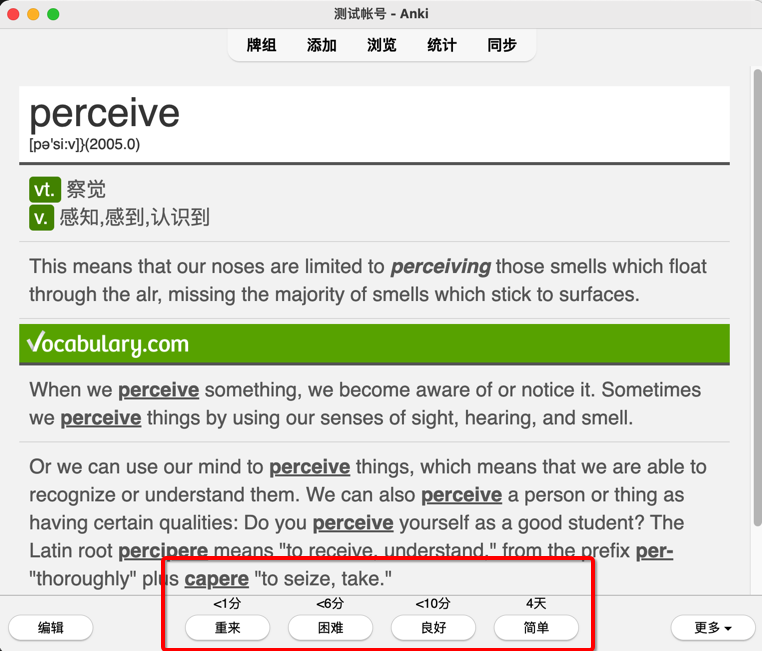 测试帐号 - Anki
牌组 添加 浏览 统计 同步
perceive
[pə'si:v]}(2005.0)
vt. 察觉
v. 感知,感到,认识到
This means that our noses are limited to perceiving those smells which float
through the alr, missing the majority of smells which stick to surfaces.
Vocabulary.com
When we perceive something, we become aware of or notice it. Sometimes
we perceive things by using our senses of sight, hearing, and smell.
Or we can use our mind to perceive things, which means that we are able to
recognize or understand them. We can also perceive a person or thing as
having certain qualities: Do you perceive yourself as a good student? The
Latin root percipere means "to receive, understand," from the prefix per-
"thoroughly" plus capere "to seize, take."
<1分 <6分 <10分 4天
编辑 重来 困难 良好 简单 更多